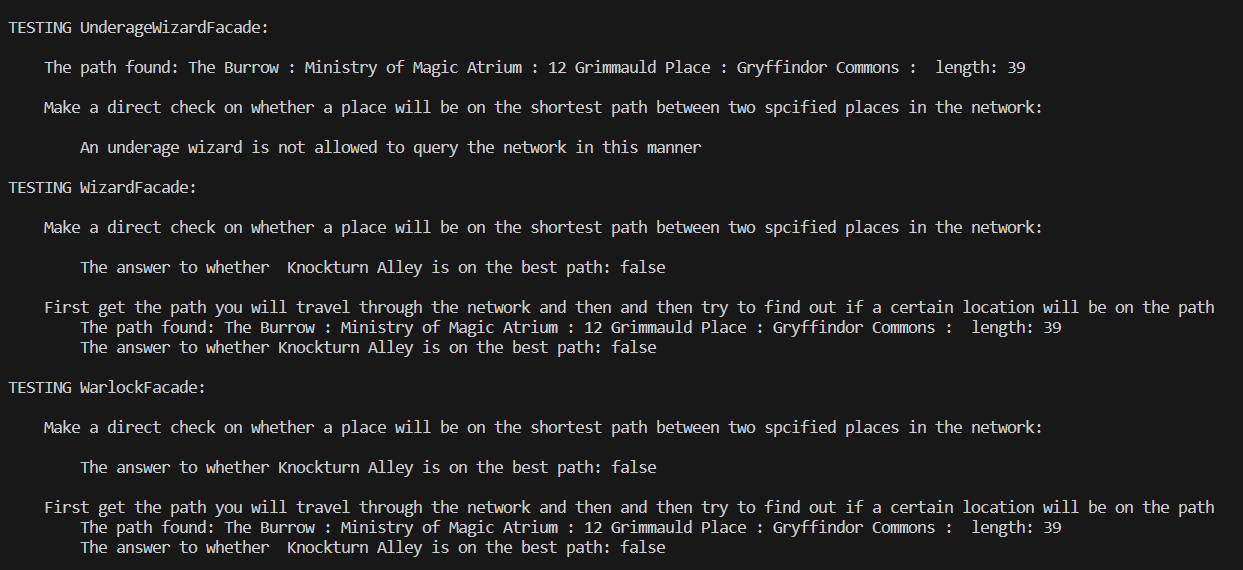 TESTING UnderageWizardFacade:
The path found: The Burrow : Ministry of Magic Atrium : 12 Grimmauld Place : Gryffindor Commons :  length: 39
Make a direct check on whether a place will be on the shortest path between two spcified places in the network:
An underage wizard is not allowed to query the network in this manner
TESTING WizardFacade:
Make a direct check on whether a place will be on the shortest path between two spcified places in the network:
The answer to whether  Knockturn Alley is on the best path: false
First get the path you will travel through the network and then and then try to find out if a certain location will be on the path
The path found: The Burrow : Ministry of Magic Atrium : 12 Grimmauld Place : Gryffindor Commons :  length: 39
The answer to whether Knockturn Alley is on the best path: false
TESTING WarlockFacade:
Make a direct check on whether a place will be on the shortest path between two spcified places in the network:
The answer to whether Knockturn Alley is on the best path: false
First get the path you will travel through the network and then and then try to find out if a certain location will be on the path
The path found: The Burrow : Ministry of Magic Atrium : 12 Grimmauld Place : Gryffindor Commons :  length: 39
The answer to whether  Knockturn Alley is on the best path: false